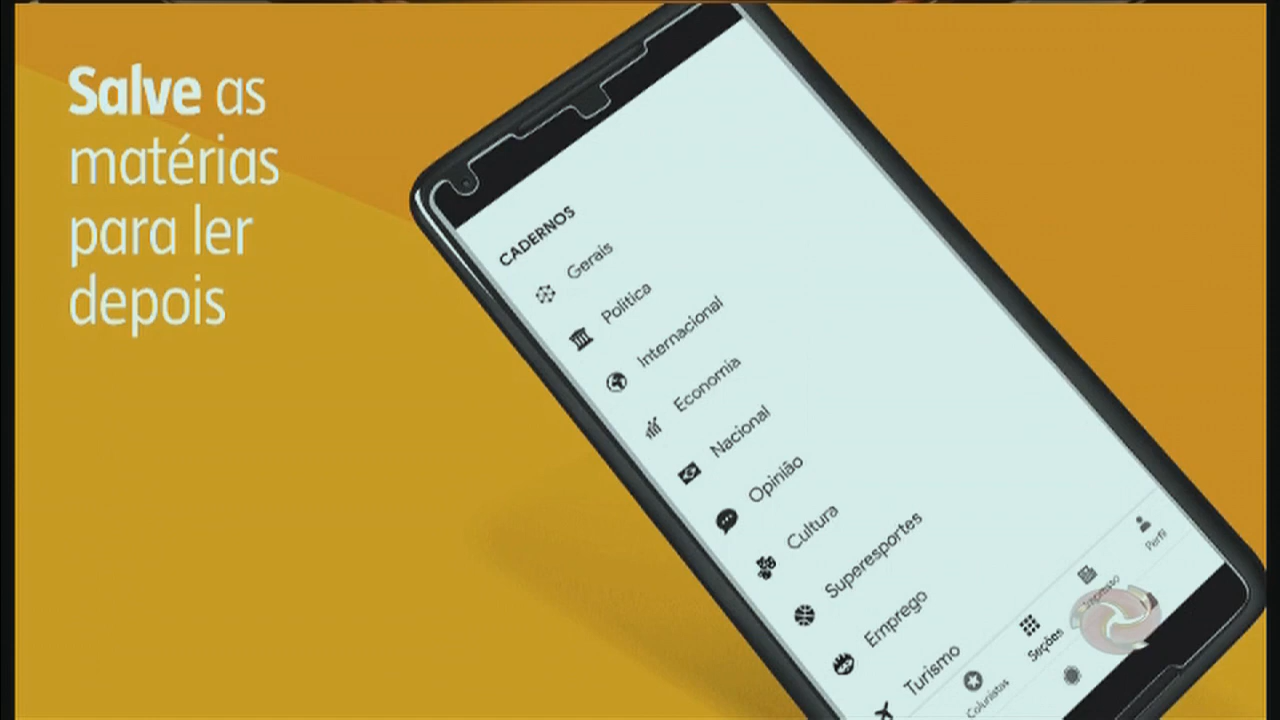 Salve as
matérias
para ler
depois
CADERNOS
Gerais
Política
Internacional
Economia
Nacional
Opinião
Cultura
Superesportes
Emprego
Turismo
Colunistas
Seções
Impresso
Perfil